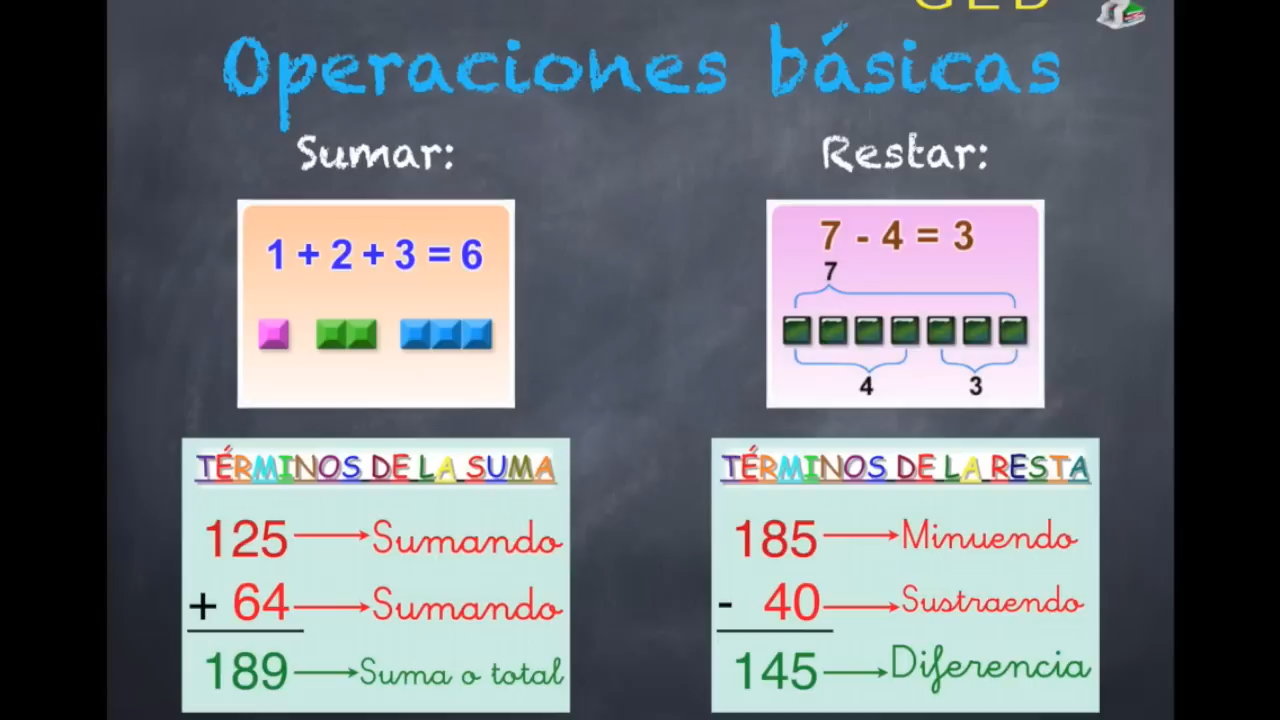 Operaciones básicas
Sumar:
1 + 2 + 3 = 6
TÉRMINOS DE LA SUMA
125 Sumando
+ 64 Sumando
189 Suma o total
Restar:
7 - 4 = 3
7
4 3
TÉRMINOS DE LA RESTA
185 Minuendo
- 40 Sustraendo
145 Diferencia